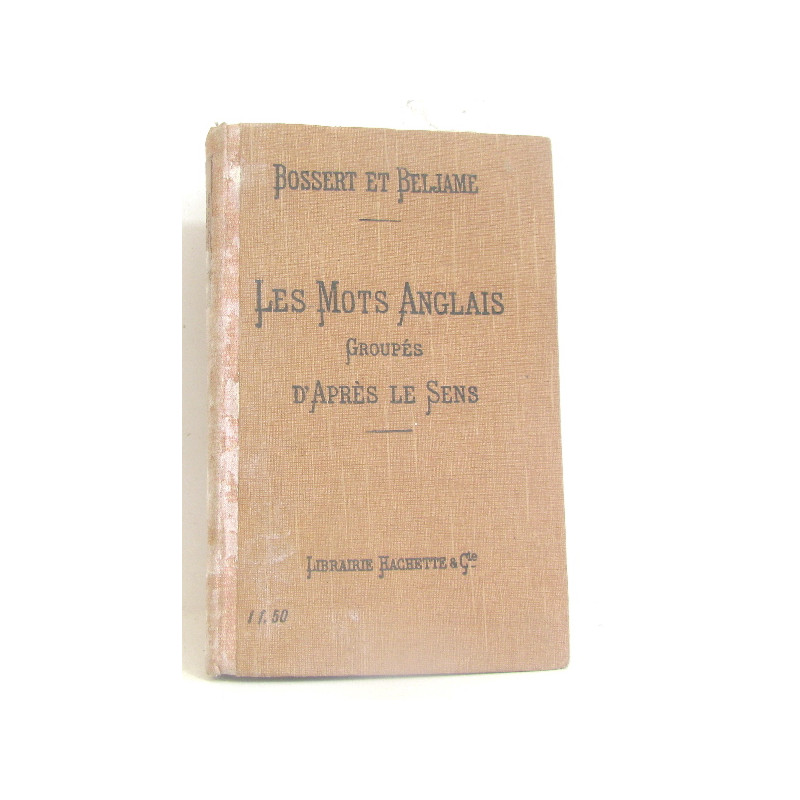 Bossert et Beljame
Les Mots Anglais
Groupés
d'Après le Sens
Librairie Hachette & Cie
1 f. 50